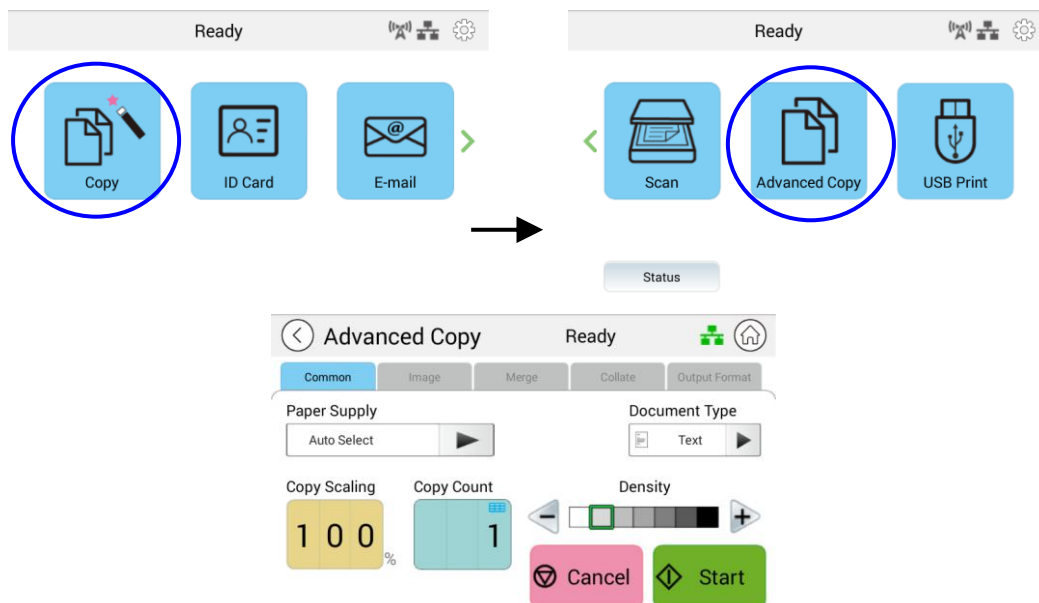 Ready
Copy
ID Card
@
E-mail
Ready
Scan
Advanced Copy
USB Print
Status
Advanced Copy
Ready
Common
Image
Merge
Collate
Output Format
Paper Supply
Document Type
Auto Select
Text
Copy Scaling
Copy Count
Density
100
%
1
Cancel
Start